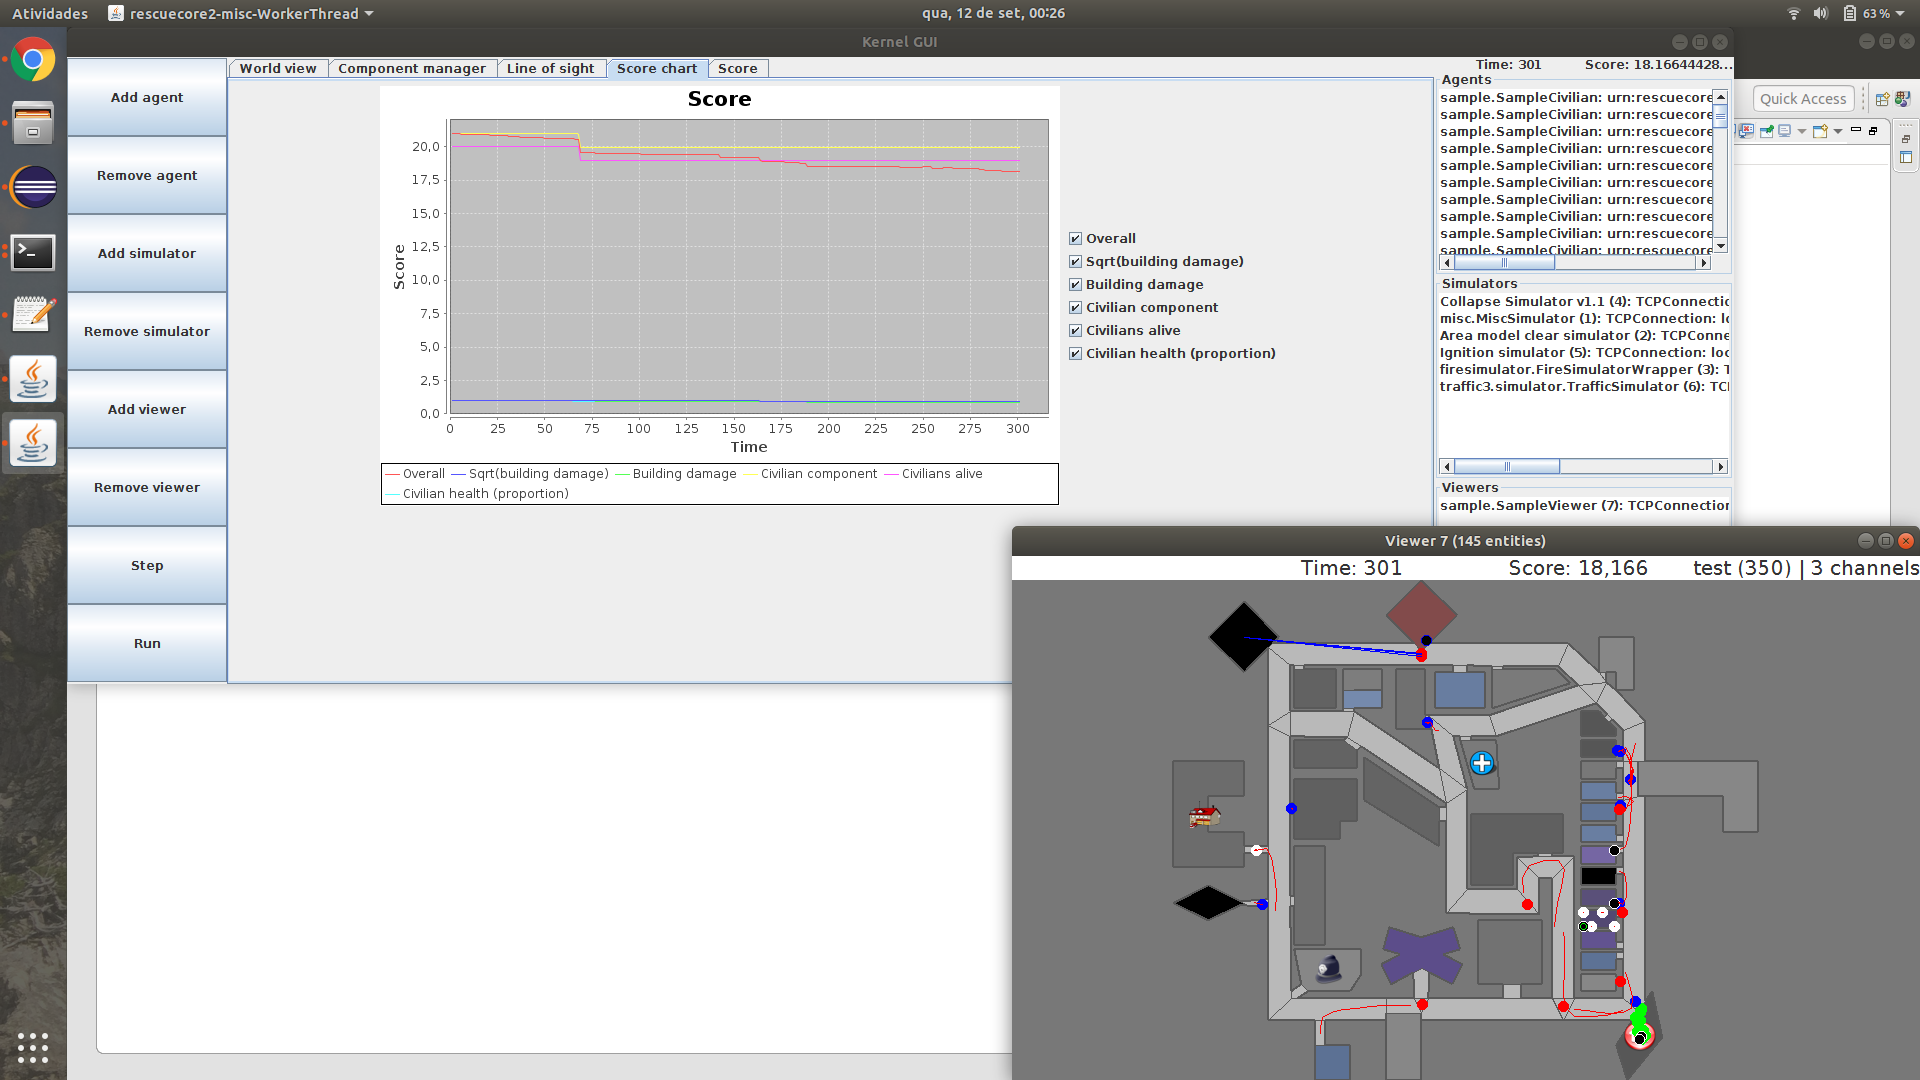 Atividades
rescuecore2-misc-WorkerThread
qua, 12 de set, 00:26
63 %
Kernel GUI
Add agent
Remove agent
Add simulator
Remove simulator
Add viewer
Remove viewer
Step
Run
World view
Component manager
Line of sight
Score chart
Score
Time: 301
Score: 18.16644428...
Score
Score
20,0
17,5
15,0
12,5
10,0
7,5
5,0
2,5
0,0
0 25 50 75 100 125 150 175 200 225 250 275 300
Time
Overall Sqrt(building damage) Building damage Civilian component Civilians alive
Civilian health (proportion)
Overall
Sqrt(building damage)
Building damage
Civilian component
Civilians alive
Civilian health (proportion)
Agents
sample.SampleCivilian: urn:rescuecore
sample.SampleCivilian: urn:rescuecore
sample.SampleCivilian: urn:rescuecore
sample.SampleCivilian: urn:rescuecore
sample.SampleCivilian: urn:rescuecore
sample.SampleCivilian: urn:rescuecore
sample.SampleCivilian: urn:rescuecore
sample.SampleCivilian: urn:rescuecore
sample.SampleCivilian: urn:rescuecore
sample.SampleCivilian: urn:rescuecore
Simulators
Collapse Simulator v1.1 (4): TCPConnectio
misc.MiscSimulator (1): TCPConnection: lo
Area model clear simulator (2): TCPConne
Ignition simulator (5): TCPConnection: loc
firesimulator.FireSimulatorWrapper (3): T
traffic3.simulator.TrafficSimulator (6): TC
Viewers
sample.SampleViewer (7): TCPConnection
Quick Access
Viewer 7 (145 entities)
Time: 301
Score: 18,166
test (350) | 3 channels